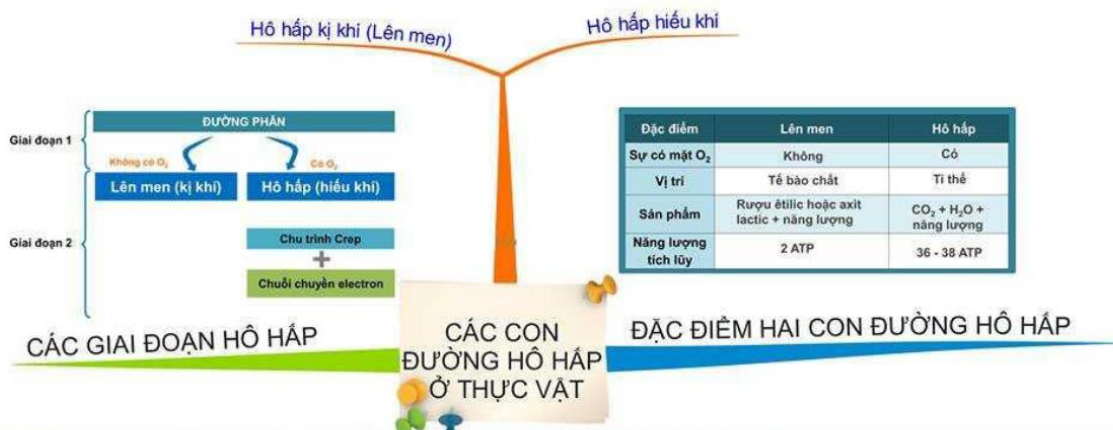 Hô hấp kị khí (Lên men)
Hô hấp hiếu khí
Giai đoạn 1
ĐƯỜNG PHÂN
Không có O₂
Có O₂
Lên men (kị khí)
Hô hấp (hiếu khí)
Giai đoạn 2
Chu trình Crep
+
Chuỗi chuyền electron
CÁC GIAI ĐOẠN HÔ HẤP
Đặc điểm
Lên men
Hô hấp
Sự có mặt O₂
Không
Có
Vị trí
Tế bào chất
Ti thể
Sản phẩm
Rượu êtilic hoặc axit
lactic + năng lượng
CO₂ + H₂O +
năng lượng
Năng lượng
tích lũy
2 ATP
36 - 38 ATP
CÁC CON
ĐƯỜNG HÔ HẤP
Ở THỰC VẬT
ĐẶC ĐIỂM HAI CON ĐƯỜNG HÔ HẤP